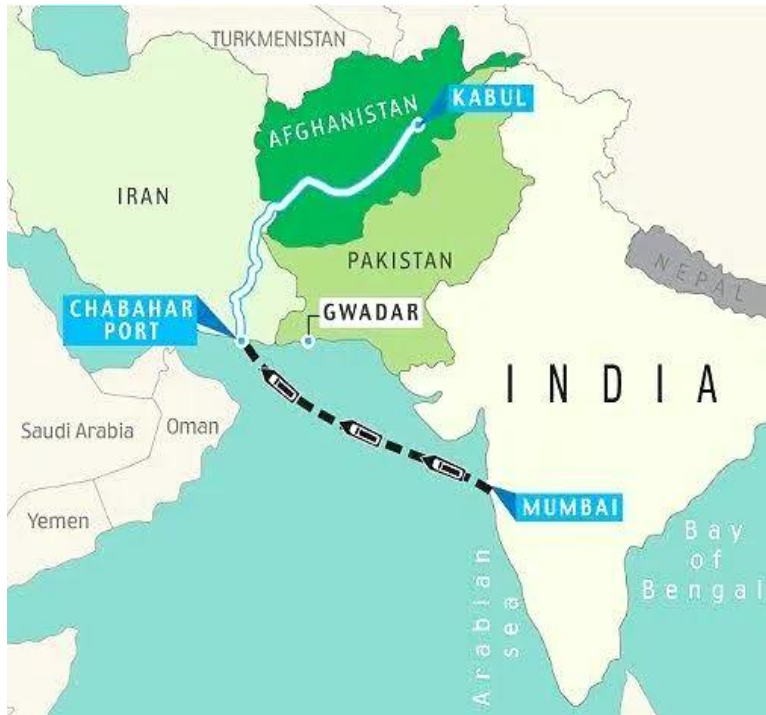 TURKMENISTAN
KABUL
AFGHANISTAN
IRAN
PAKISTAN
NEPAL
CHABAHAR
PORT
GWADAR
INDIA
Saudi Arabia
Oman
MUMBAI
Yemen
Bay
of
Bengal
Arabian
sea